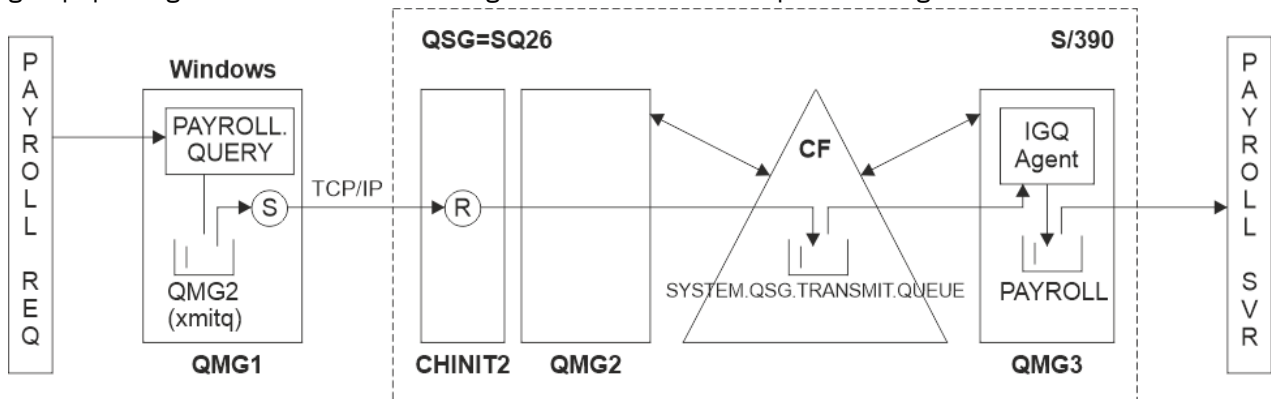 P
A
Y
R
O
L
L
R
E
Q
Windows
PAYROLL.
QUERY
S
QMG2
(xmitq)
QMG1
TCP/IP
QSG=SQ26
S/390
R
CHINIT2
QMG2
CF
SYSTEM.QSG.TRANSMIT.QUEUE
IGQ
Agent
PAYROLL
QMG3
P
A
Y
R
O
L
L
S
V
R